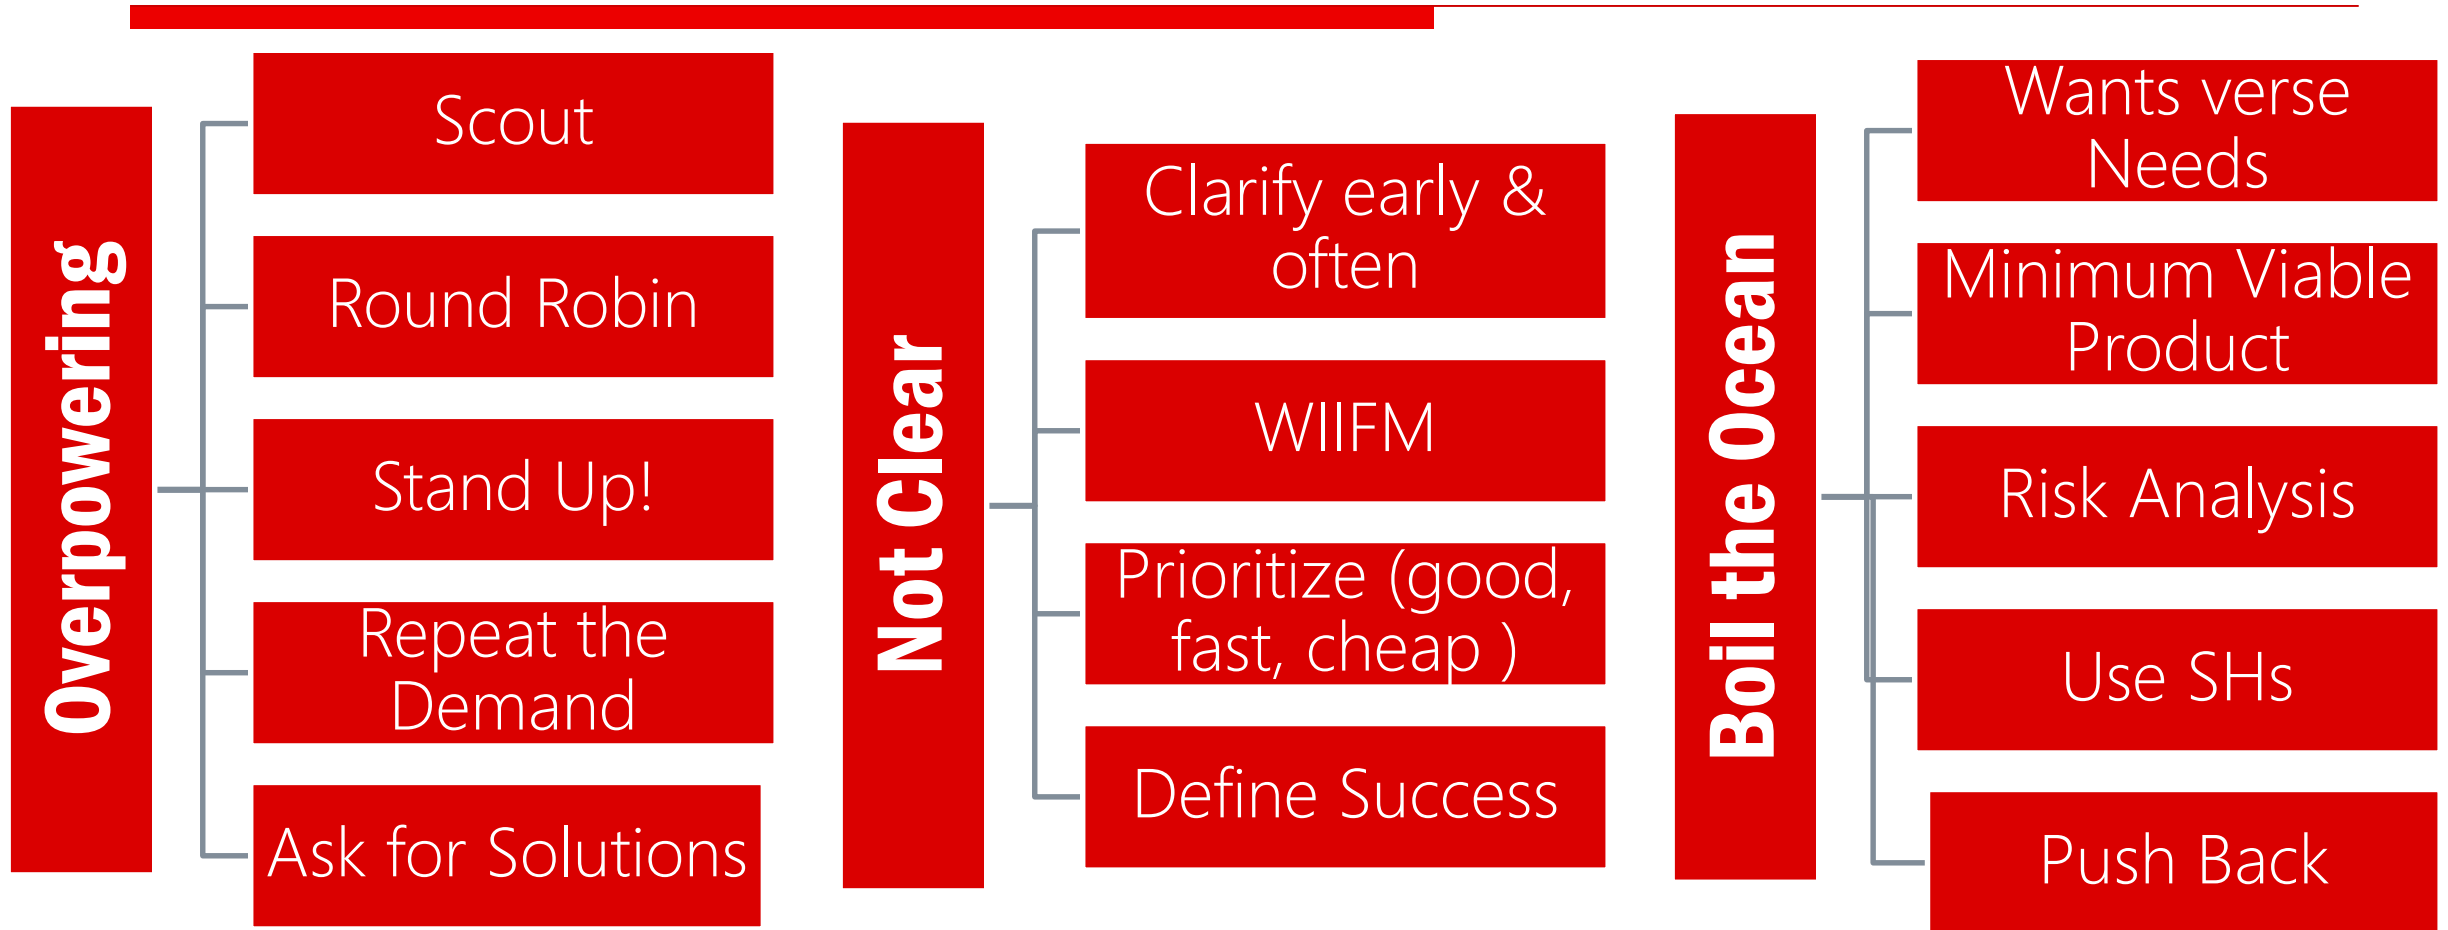 Overpowering
Scout
Round Robin
Stand Up!
Repeat the
Demand
Ask for Solutions
Not Clear
Clarify early &
often
WIIFM
Prioritize (good,
fast, cheap )
Define Success
Boil the Ocean
Wants verse
Needs
Minimum Viable
Product
Risk Analysis
Use SHs
Push Back